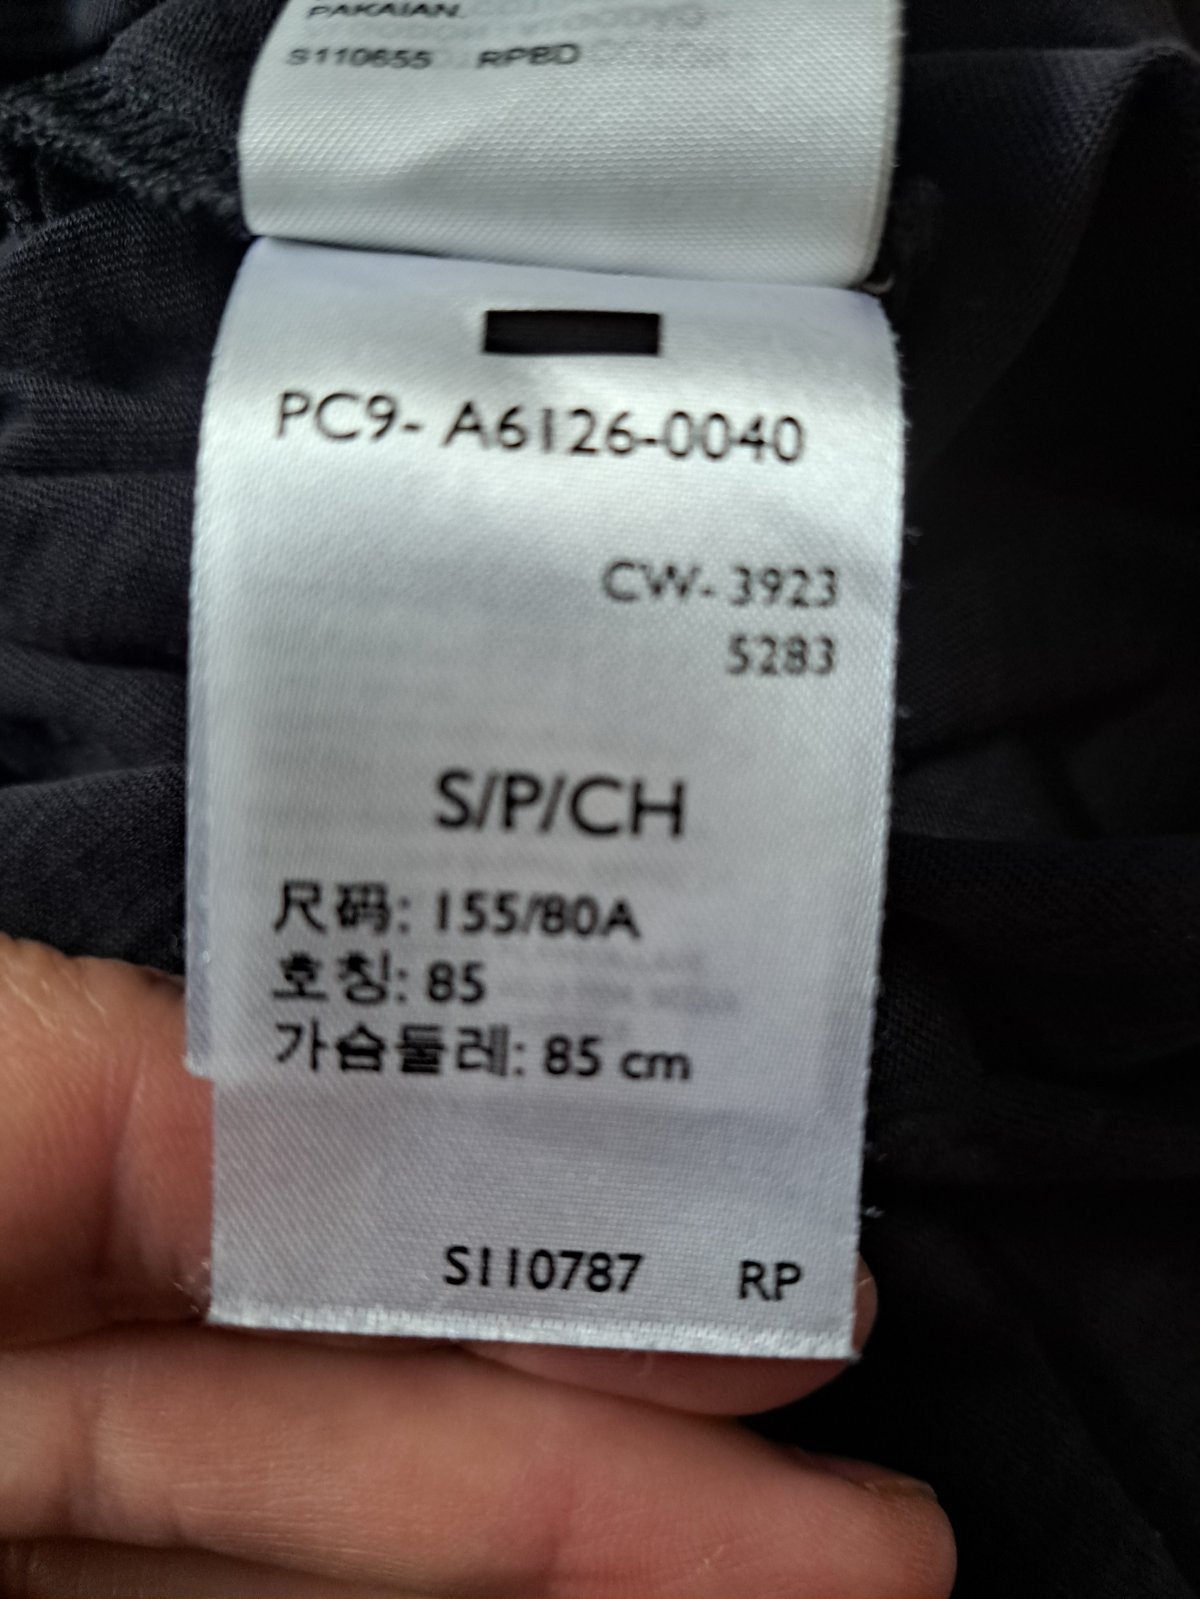 PAKAIAN.
S110655 RPBD
PC9- A6126-0040
CW- 3923
5283
S/P/CH
尺码: 155/80A
호칭: 85
가슴둘레: 85 cm
S110787 RP